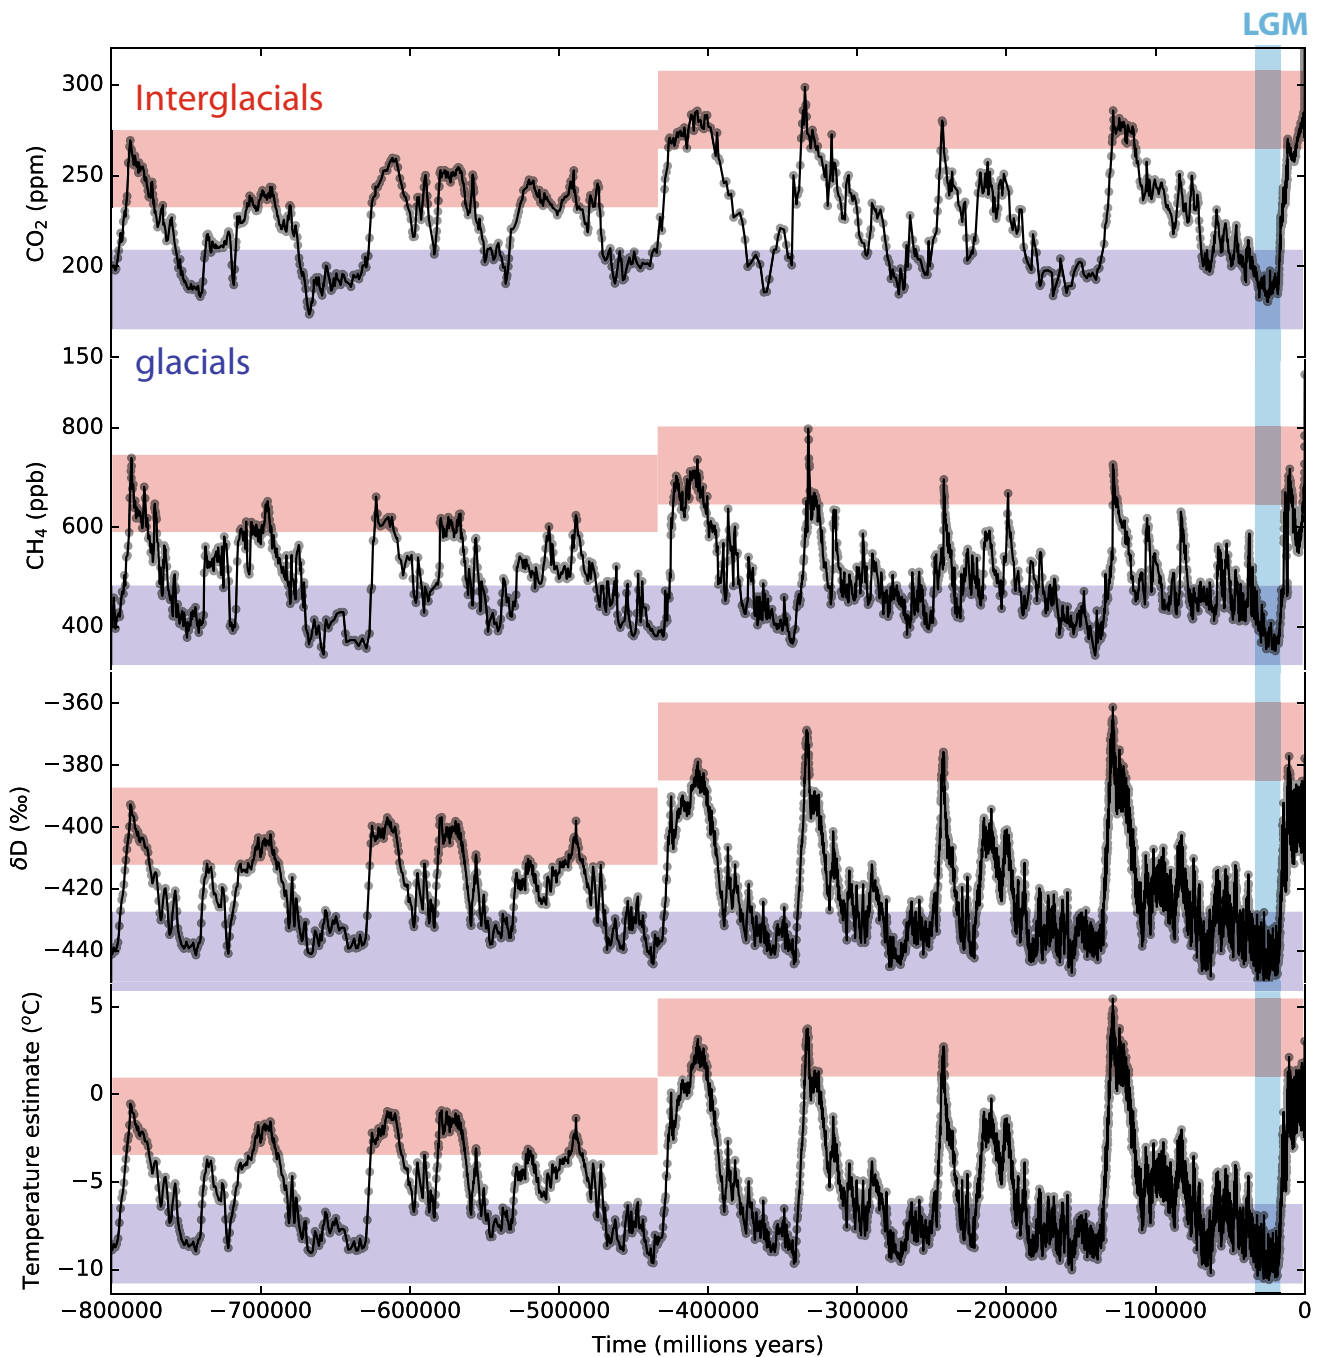 LGM
Interglacials
300
250
200
150
CO₂ (ppm)
glacials
800
600
400
CH₄ (ppb)
−360
−380
−400
−420
−440
δD (‰)
5
0
−5
−10
Temperature estimate (°C)
−800000 −700000 −600000 −500000 −400000 −300000 −200000 −100000 0
Time (millions years)